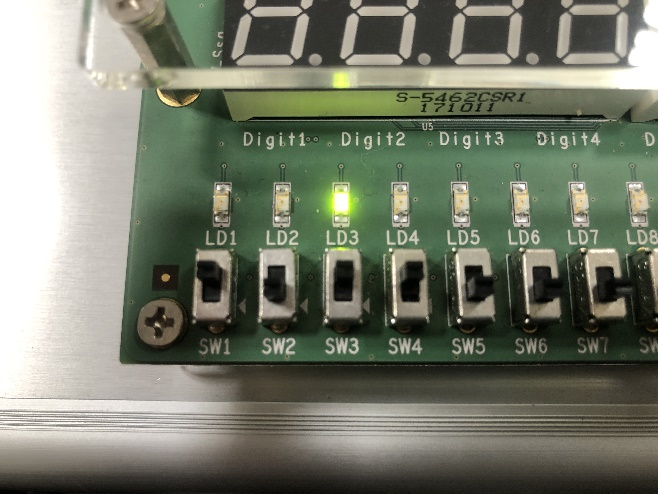 S-5462CSR1
171011
U5
Digit1
Digit2
Digit3
Digit4
LD1
LD2
LD3
LD4
LD5
LD6
LD7
LD8
SW1
SW2
SW3
SW4
SW5
SW6
SW7